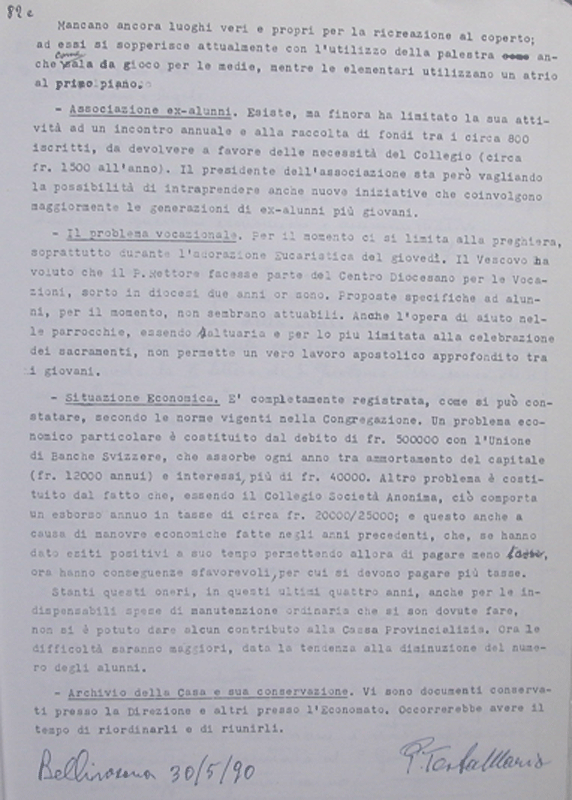 82 e
Mancano ancora luoghi veri e propri per la ricreazione al coperto;
ad essi si sopperisce attualmente con l'utilizzo della palestra come an-
che sala da gioco per le medie, mentre le elementari utilizzano un atrio
al primo piano.
- Associazione ex-alunni. Esiste, ma finora ha limitato la sua atti-
vità ad un incontro annuale e alla raccolta di fondi tra i circa 800
iscritti, da devolvere a favore delle necessità del Collegio (circa
fr. 1500 all'anno). Il presidente dell'associazione sta però vagliando
la possibilità di intraprendere anche nuove iniziative che coinvolgono
maggiormente le generazioni di ex-alunni più giovani.
- Il problema vocazionale. Per il momento ci si limita alla preghiera,
soprattutto durante l'adorazione Eucaristica del giovedì. Il Vescovo ha
voluto che il P. Rettore facesse parte del Centro Diocesano per le Voca-
zioni, sorto in diocesi due anni or sono. Proposte specifiche ad alun-
ni, per il momento, non sembrano attuabili. Anche l'opera di aiuto nel-
le parrocchie, essendo saltuaria e per lo più limitata alla celebrazione
dei sacramenti, non permette un vero lavoro apostolico approfondito tra
i giovani.
- Situazione Economica. E' completamente registrata, come si può con-
statare, secondo le norme vigenti nella Congregazione. Un problema eco-
nomico particolare è costituito dal debito di fr. 500000 con l'Unione
di Banche Svizzere, che assorbe ogni anno tra ammortamento del capitale
(fr. 12000 annui) e interessi, più di fr. 40000. Altro problema è costi-
tuito dal fatto che, essendo il Collegio Società Anonima, ciò comporta
un esborso annuo in tasse di circa fr. 20000/25000; e questo anche a
causa di manovre economiche fatte negli anni precedenti, che, se hanno
dato esiti positivi a suo tempo permettendo allora di pagare meno tasse,
ora hanno conseguenze sfavorevoli, per cui si devono pagare più tasse.
Stanti questi oneri, in questi ultimi quattro anni, anche per le in-
dispensabili spese di manutenzione ordinaria che si son dovute fare,
non si è potuto dare alcun contributo alla Cassa Provincializia. Ora le
difficoltà saranno maggiori, data la tendenza alla diminuzione del nume-
ro degli alunni.
- Archivio della Casa e sua conservazione. Vi sono documenti conserva-
ti presso la Direzione e altri presso l'Economato. Occorrerebbe avere il
tempo di riordinarli e di riunirli.
Bellinzona 30/5/90
P. Testa Mario